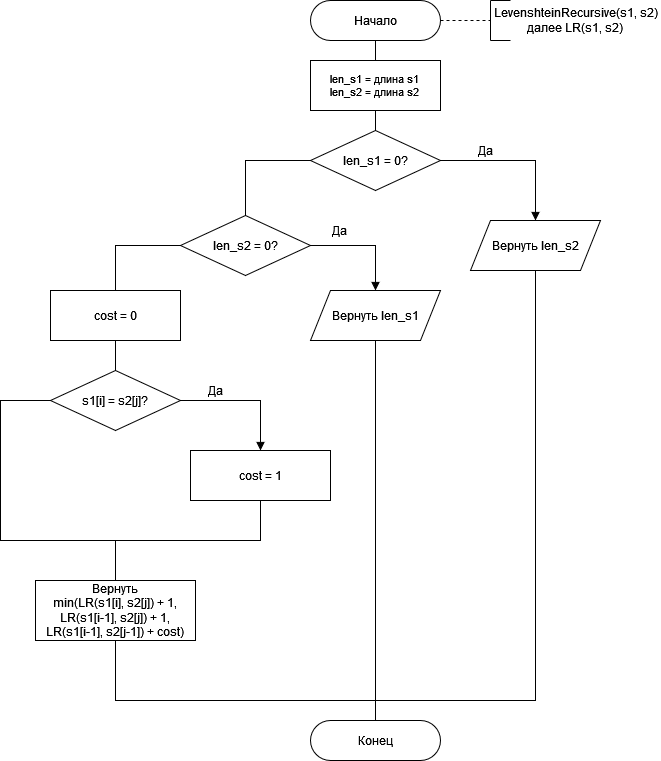 Начало
LevenshteinRecursive(s1, s2)
далее LR(s1, s2)
len_s1 = длина s1
len_s2 = длина s2
len_s1 = 0?
Да
len_s2 = 0?
Да
Вернуть len_s2
cost = 0
Вернуть len_s1
s1[i] = s2[j]?
Да
cost = 1
Вернуть
min(LR(s1[i], s2[j]) + 1,
LR(s1[i-1], s2[j]) + 1,
LR(s1[i-1], s2[j-1]) + cost)
Конец